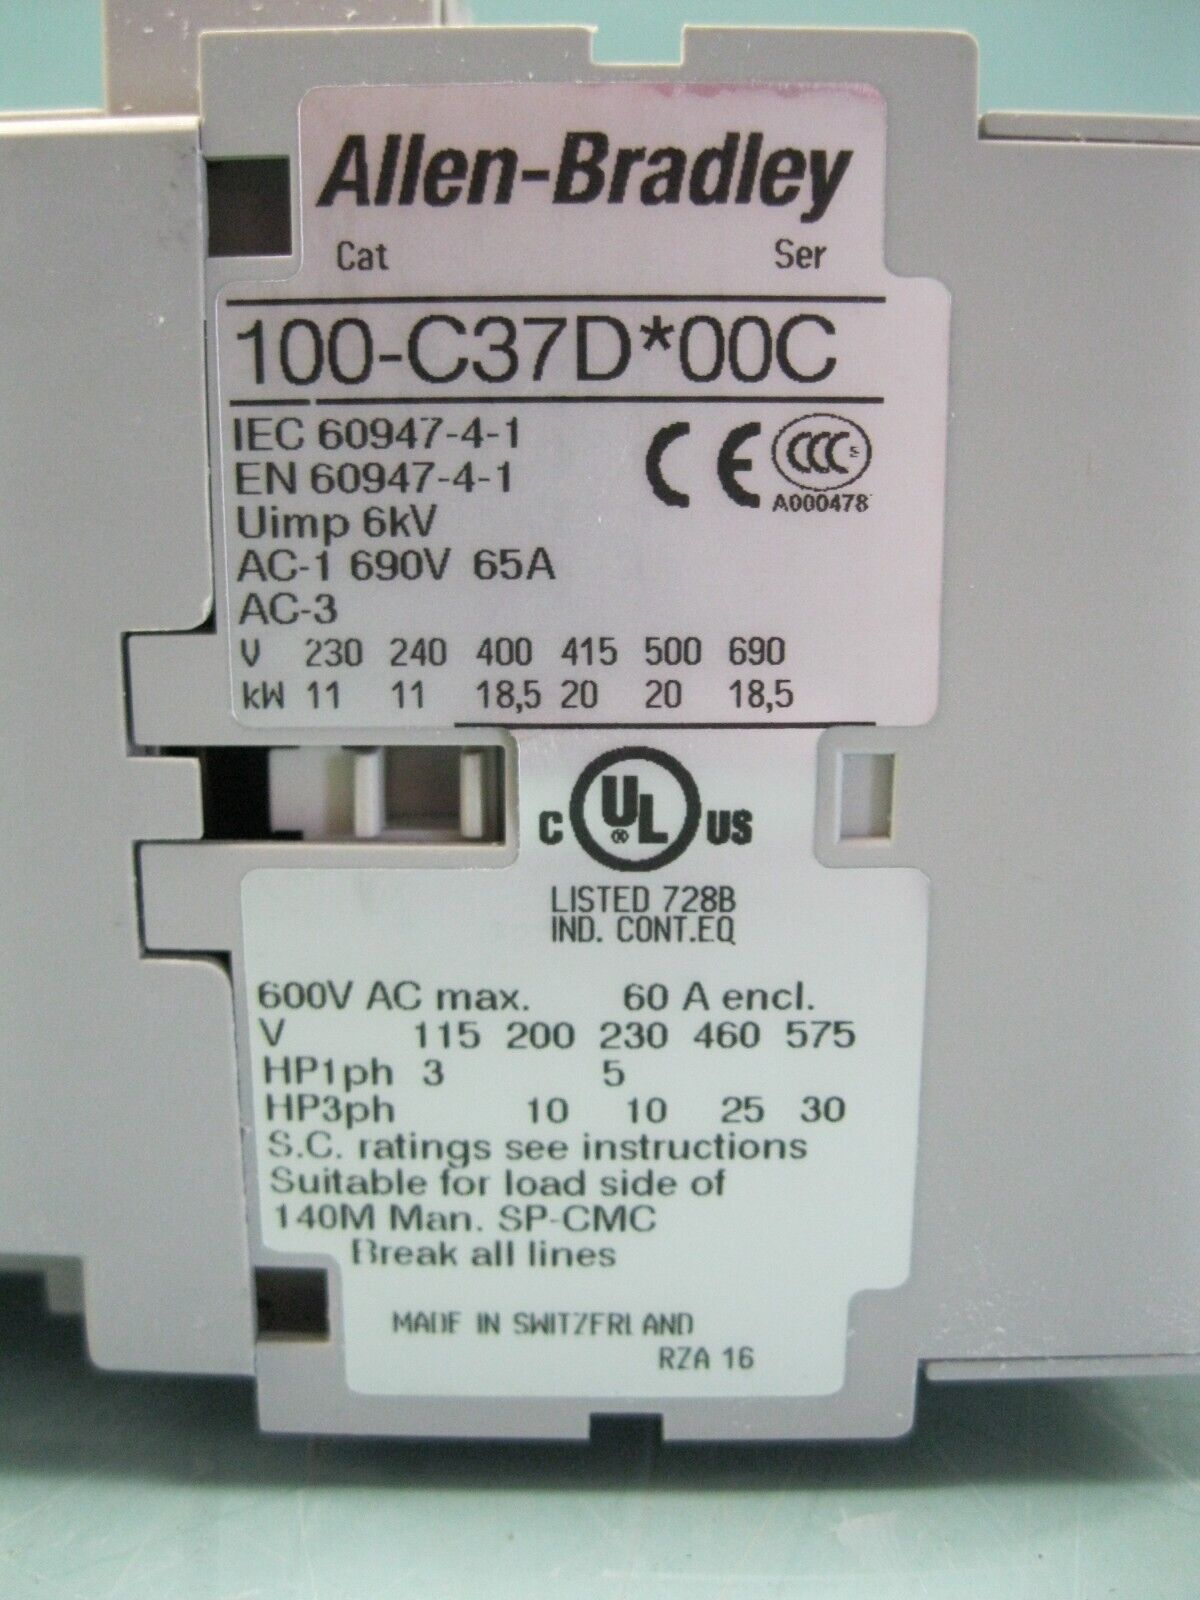 Allen-Bradley
Cat Ser
100-C37D*00C
IEC 60947-4-1
EN 60947-4-1
CE CCC S
A000478
Uimp 6kV
AC-1 690V 65A
AC-3
V 230 240 400 415 500 690
kW 11 11 18,5 20 20 18,5
C UL ® US
LISTED 728B
IND. CONT.EQ
600V AC max. 60 A encl.
V 115 200 230 460 575
HP1ph 3 5
HP3ph 10 10 25 30
S.C. ratings see instructions
Suitable for load side of
140M Man. SP-CMC
Break all lines
MADE IN SWITZERLAND
RZA 16